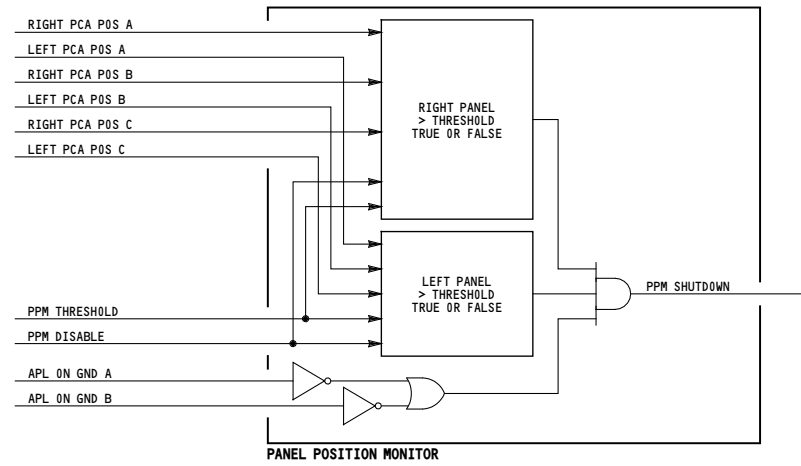 RIGHT PCA POS A
LEFT PCA POS A
RIGHT PCA POS B
LEFT PCA POS B
RIGHT PCA POS C
LEFT PCA POS C
RIGHT PANEL
> THRESHOLD
TRUE OR FALSE
LEFT PANEL
> THRESHOLD
TRUE OR FALSE
PPM SHUTDOWN
PPM THRESHOLD
PPM DISABLE
APL ON GND A
APL ON GND B
PANEL POSITION MONITOR